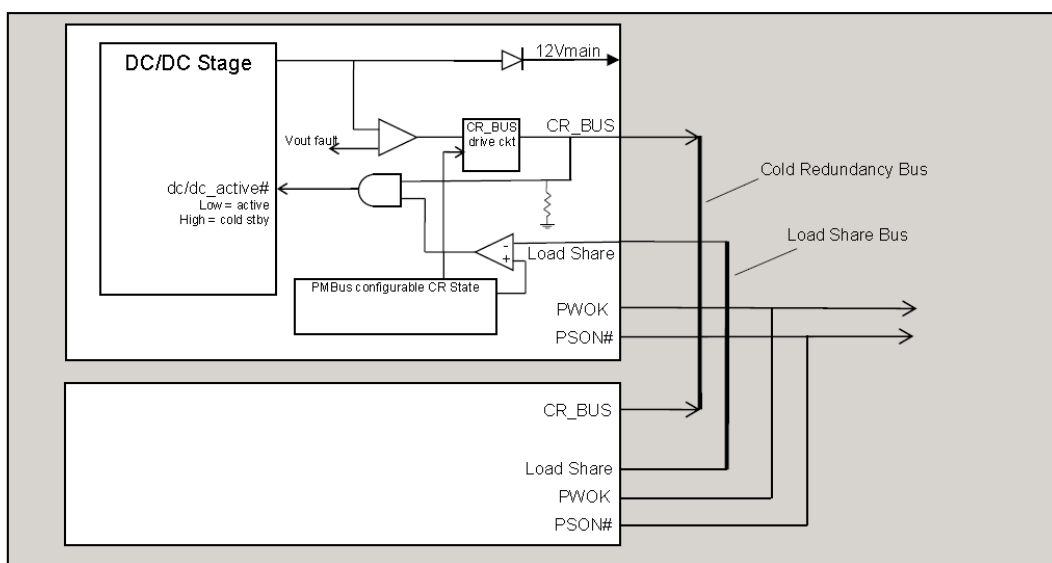 DC/DC Stage
12Vmain
Vout fault
CR_BUS
drive ckt
CR_BUS
Cold Redundancy Bus
dc/dc_active#
Low = active
High = cold stby
-
+
Load Share
Load Share Bus
PMBus configurable CR State
PWOK
PSON#
CR_BUS
Load Share
PWOK
PSON#